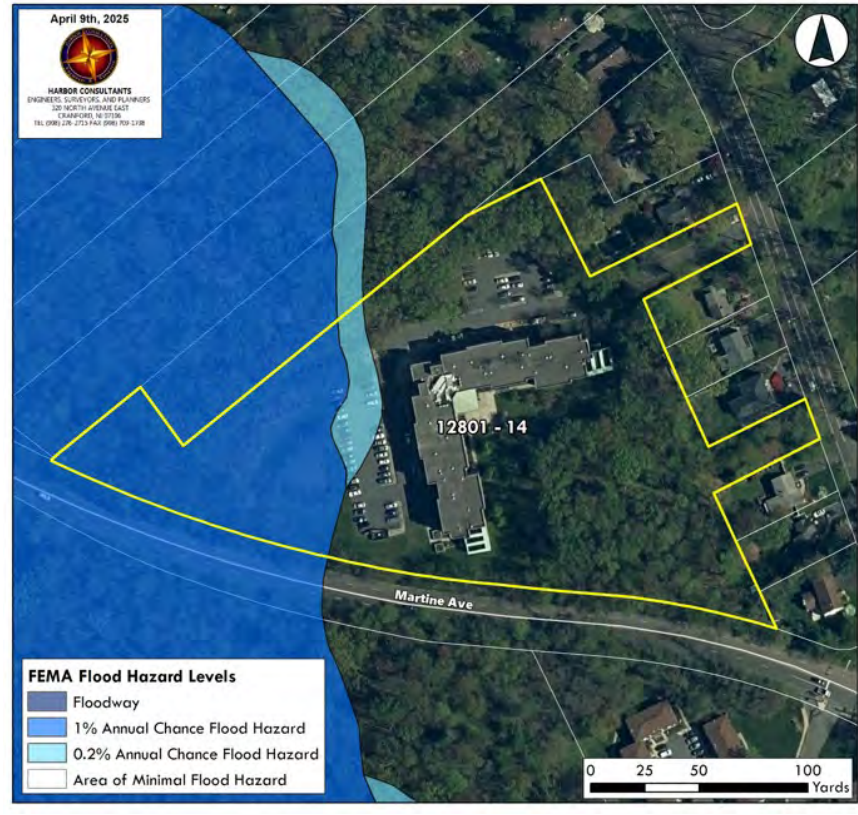 April 9th, 2025
HARBOR CONSULTANTS
ENGINEERS, SURVEYORS, AND PLANNERS
320 NORTH AVENUE EAST
CRANFORD, NJ 07016
12801 - 14
Martine Ave
FEMA Flood Hazard Levels
Floodway
1% Annual Chance Flood Hazard
0.2% Annual Chance Flood Hazard
Area of Minimal Flood Hazard
0 25 50 100
Yards